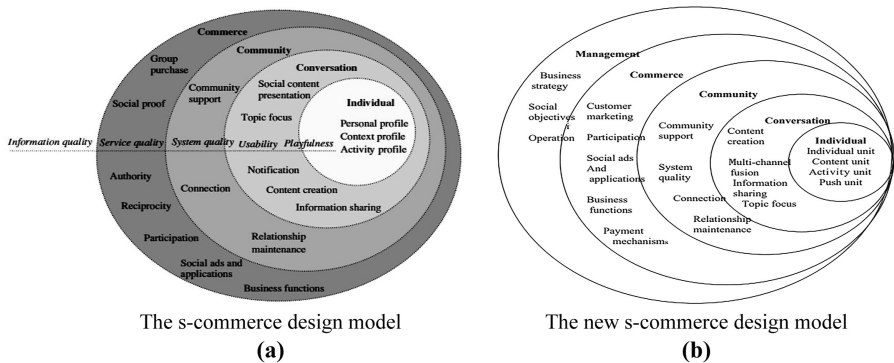 Commerce
Group
purchase
Community
Conversation
Community
support
Social content
presentation
Individual
Social proof
Topic focus
Personal profile
Context profile
Activity profile
Information quality Service quality System quality Usability Playfulness
Notification
Authority
Connection
Content creation
Reciprocity
Information sharing
Participation
Relationship
maintenance
Social ads and
applications
Business functions
The s-commerce design model
(a)
Management
Business
strategy
Commerce
Community
Social
objectives
i
Operation
Customer
marketing
Participation
Social ads
And
applications
Business
functions
Payment
mechanisms
Community
support
System
quality
Connection
Relationship
maintenance
Conversation
Content
creation
Multi-channel
fusion
Information
sharing
Topic focus
Individual
Individual unit
Content unit
Activity unit
Push unit
The new s-commerce design model
(b)